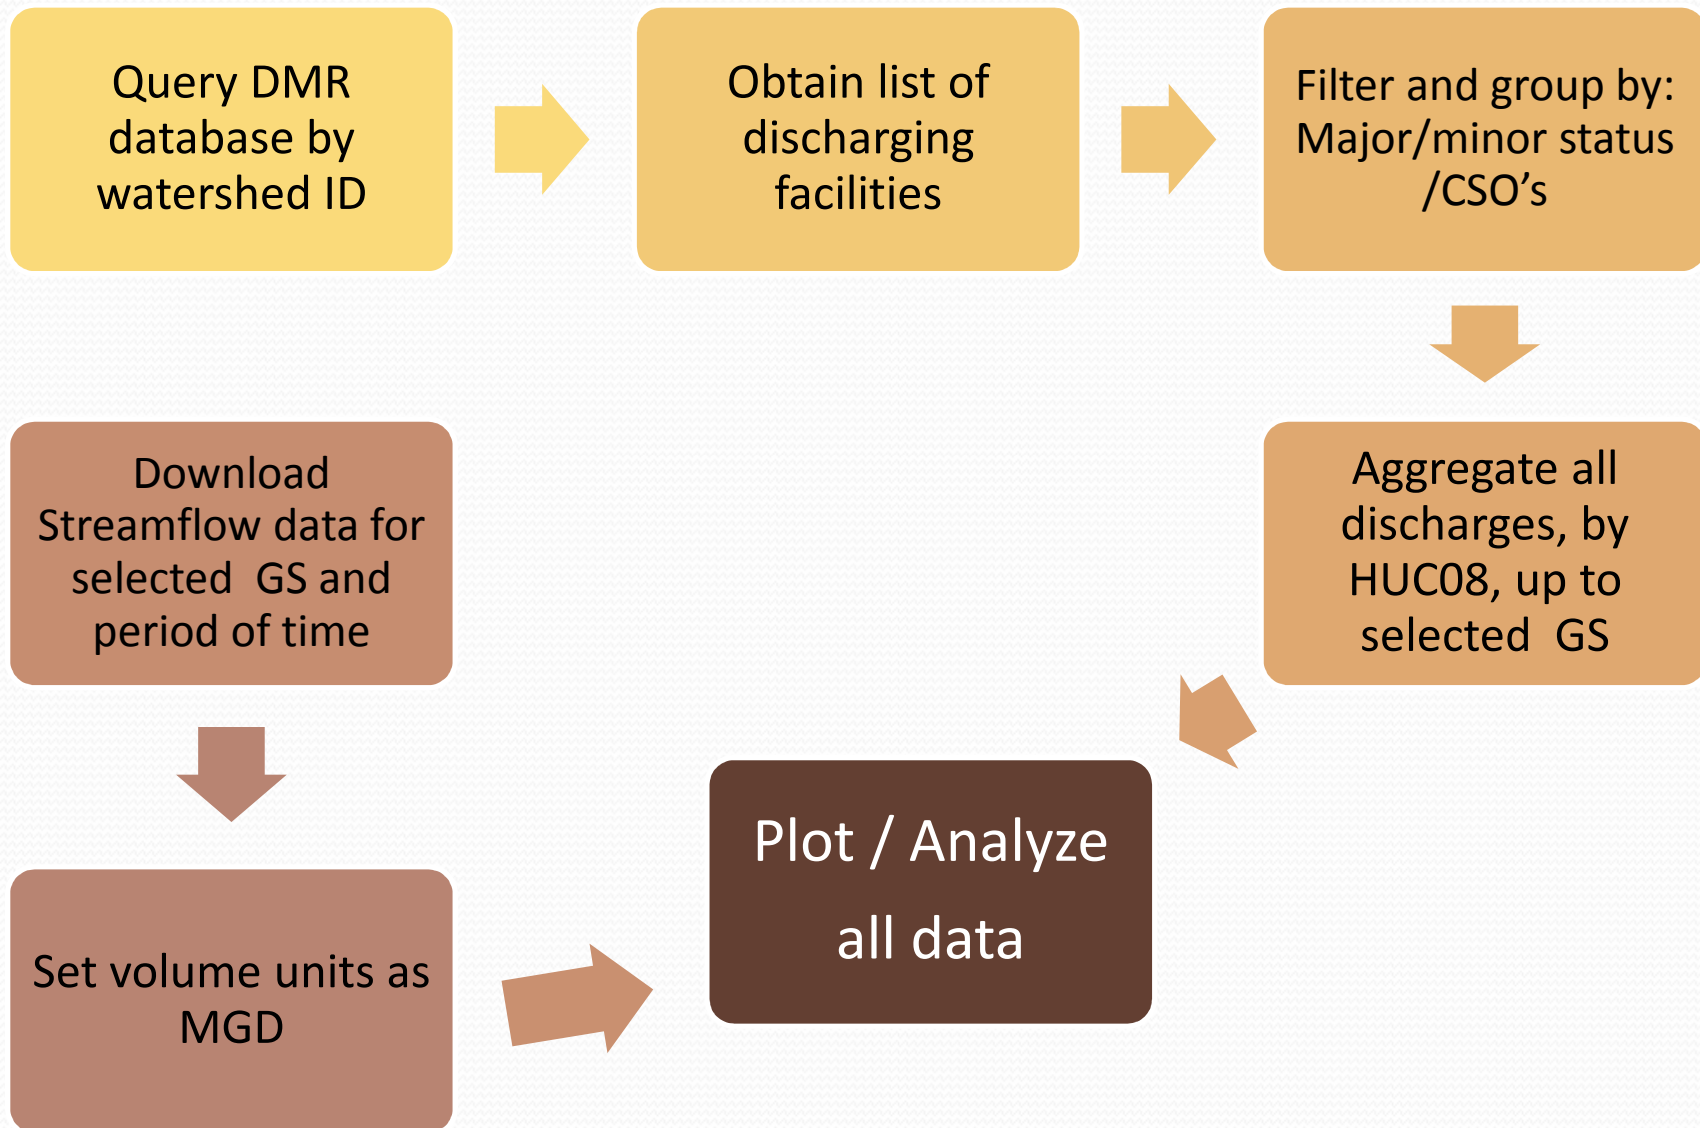 Query DMR
database by
watershed ID
Obtain list of
discharging
facilities
Filter and group by:
Major/minor status
/CSO’s
Aggregate all
discharges, by
HUC08, up to
selected  GS
Download
Streamflow data for
selected  GS and
period of time
Set volume units as
MGD
Plot / Analyze
all data